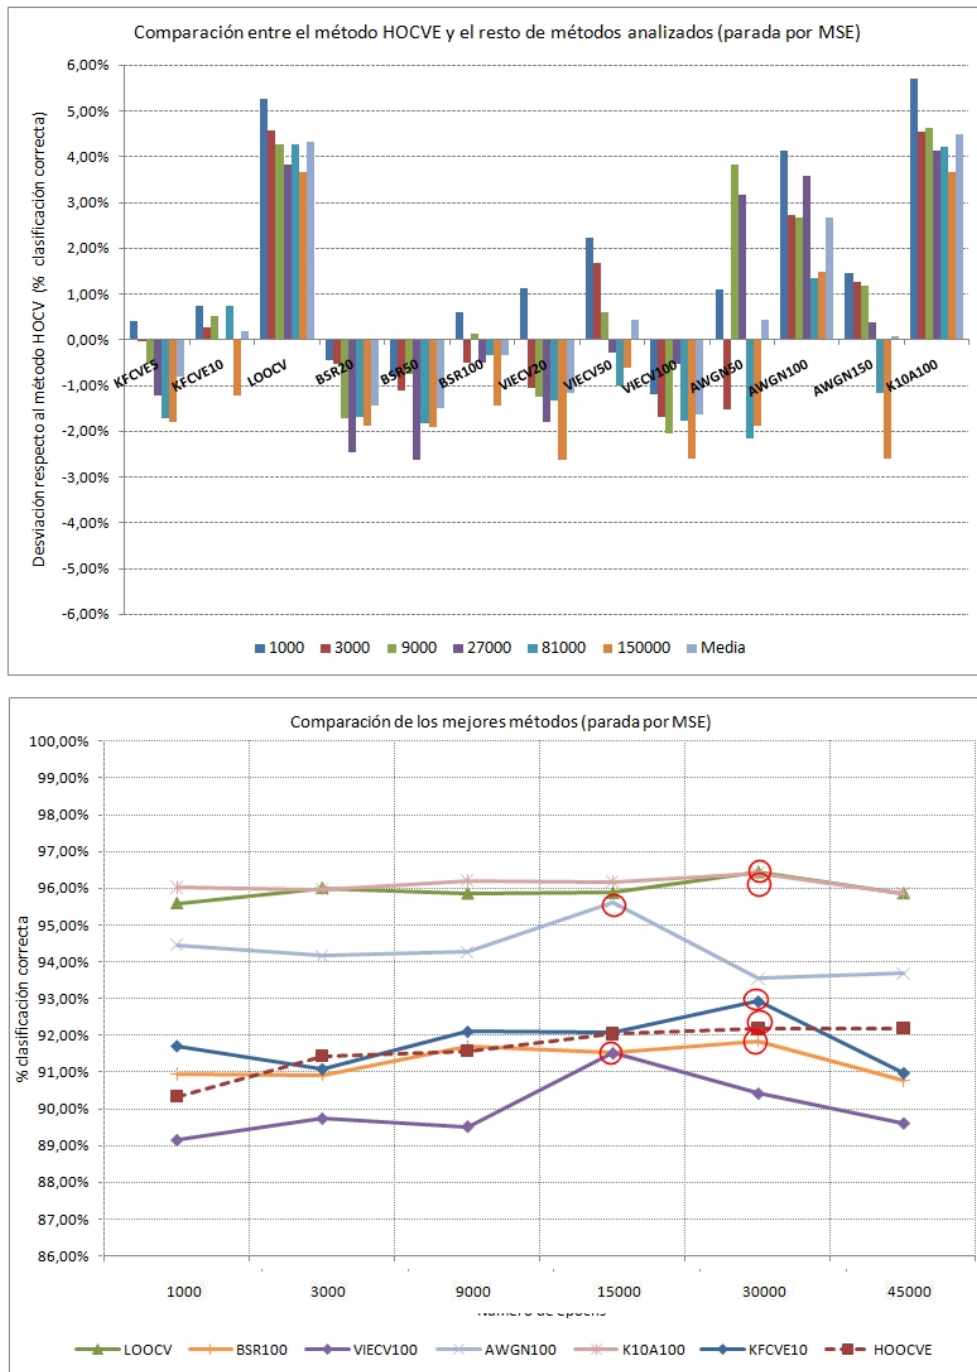 Comparación entre el método HOCVE y el resto de métodos analizados (parada por MSE)
Desviación respecto al método HOCV (% clasificación correcta)
6,00%
5,00%
4,00%
3,00%
2,00%
1,00%
0,00%
-1,00%
-2,00%
-3,00%
-4,00%
-5,00%
-6,00%
KFCVE5
KFCVE10
LOOCV
BSR20
BSR50
BSR100
VIECV20
VIECV50
VIECV100
AWGN50
AWGN100
AWGN150
K10A100
1000 3000 9000 27000 81000 150000 Media
Comparación de los mejores métodos (parada por MSE)
% clasificación correcta
100,00%
99,00%
98,00%
97,00%
96,00%
95,00%
94,00%
93,00%
92,00%
91,00%
90,00%
89,00%
88,00%
87,00%
86,00%
1000 3000 9000 15000 30000 45000
Número de epochs
LOOCV BSR100 VIECV100 AWGN100 K10A100 KFCVE10 HOOCVE